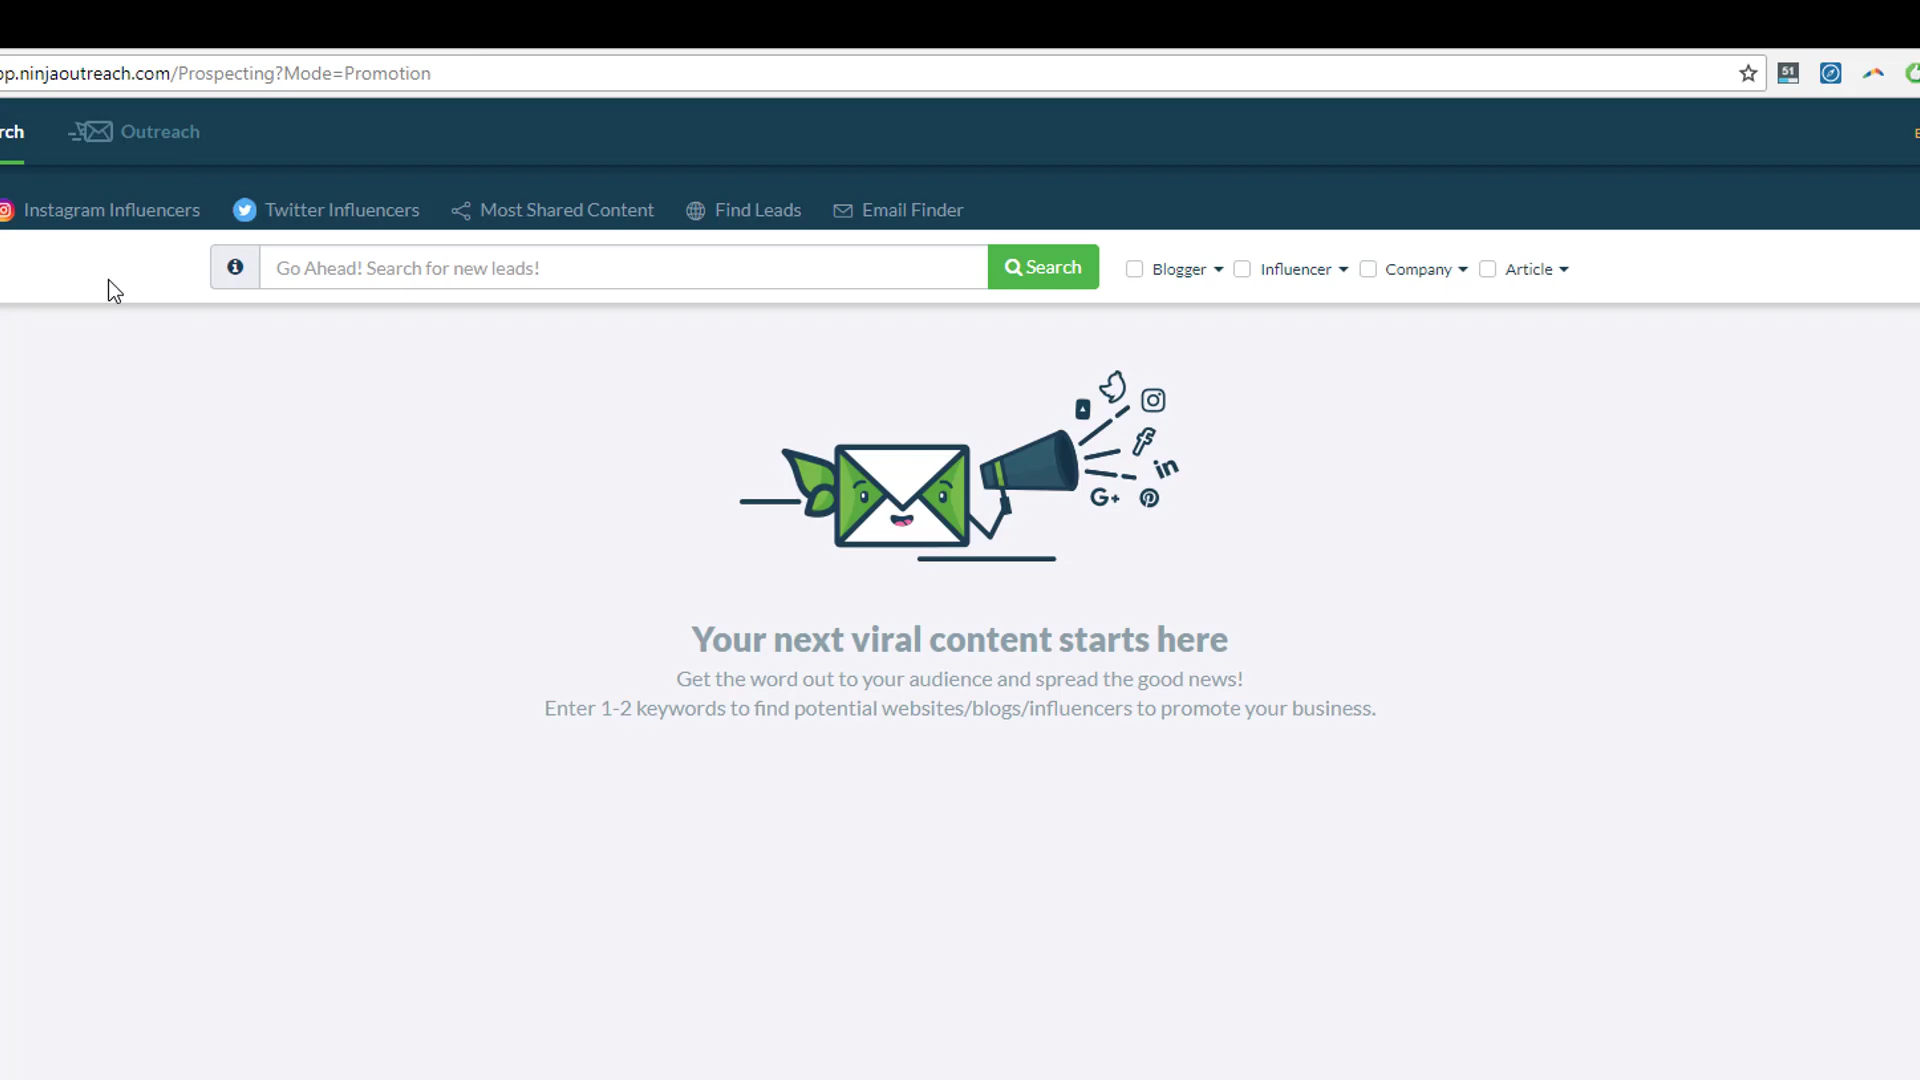 pp.ninjaoutreach.com/Prospecting?Mode=Promotion
51
rch
Outreach
Instagram Influencers
Twitter Influencers
Most Shared Content
Find Leads
Email Finder
Go Ahead! Search for new leads!
Search
Blogger
Influencer
Company
Article
in
G+
Your next viral content starts here
Get the word out to your audience and spread the good news!
Enter 1-2 keywords to find potential websites/blogs/influencers to promote your business.